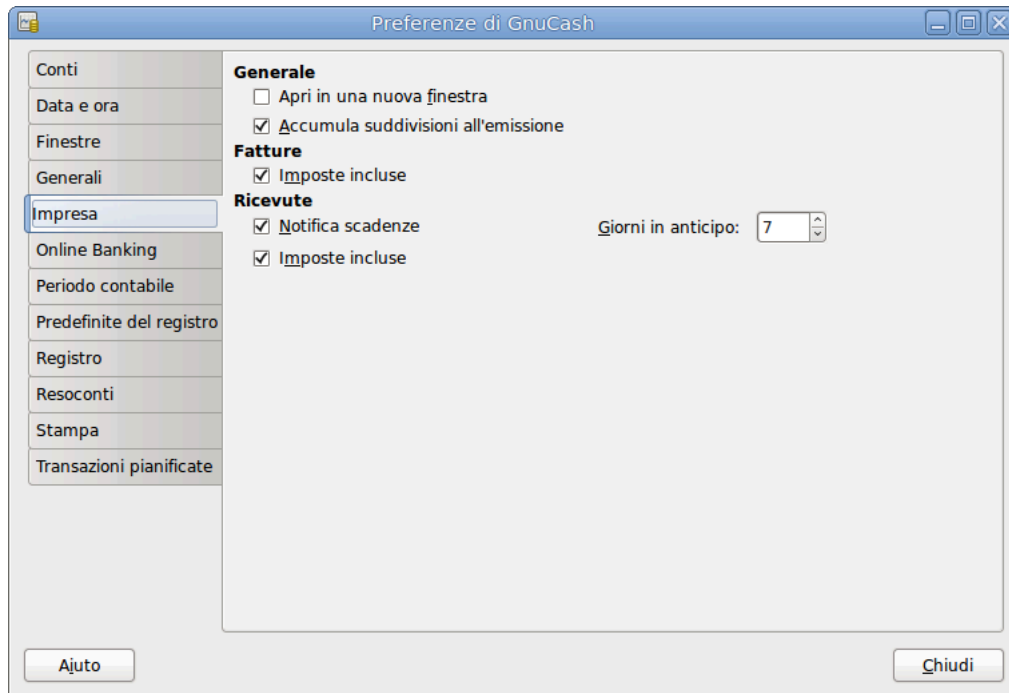 Preferenze di GnuCash
Conti
Data e ora
Finestre
Generali
Impresa
Online Banking
Periodo contabile
Predefinite del registro
Registro
Resoconti
Stampa
Transazioni pianificate
Generale
Apri in una nuova finestra
Accumula suddivisioni all'emissione
Fatture
Imposte incluse
Ricevute
Notifica scadenze Giorni in anticipo: 7
Imposte incluse
Aiuto Chiudi